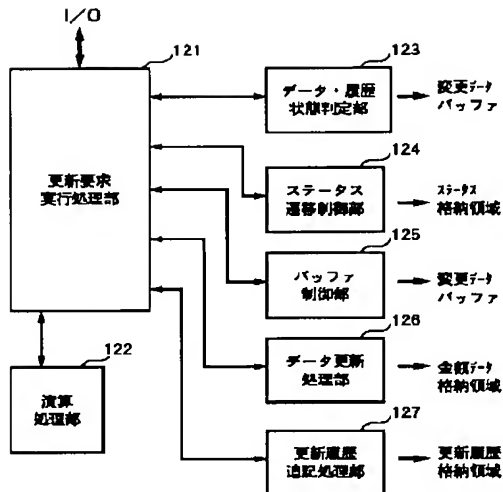 I/O
121
更新要求
実行処理部
122
演算
処理部
123
データ・履歴
状態判定部
変更データ
バッファ
124
ステータス
遷移制御部
ステータス
格納領域
125
バッファ
制御部
変更データ
バッファ
126
データ更新
処理部
金額データ
格納領域
127
更新履歴
追記処理部
更新履歴
格納領域